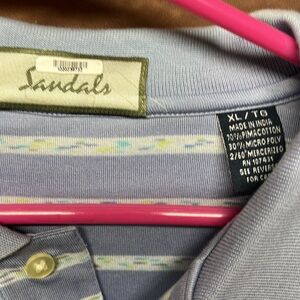 Sandals
XL/TG
MADE IN INDIA
70% PIMA COTTON
30% MICRO POLY
2/60° MERCERIZED
RN 107431
SEE REVERSE
FOR CA